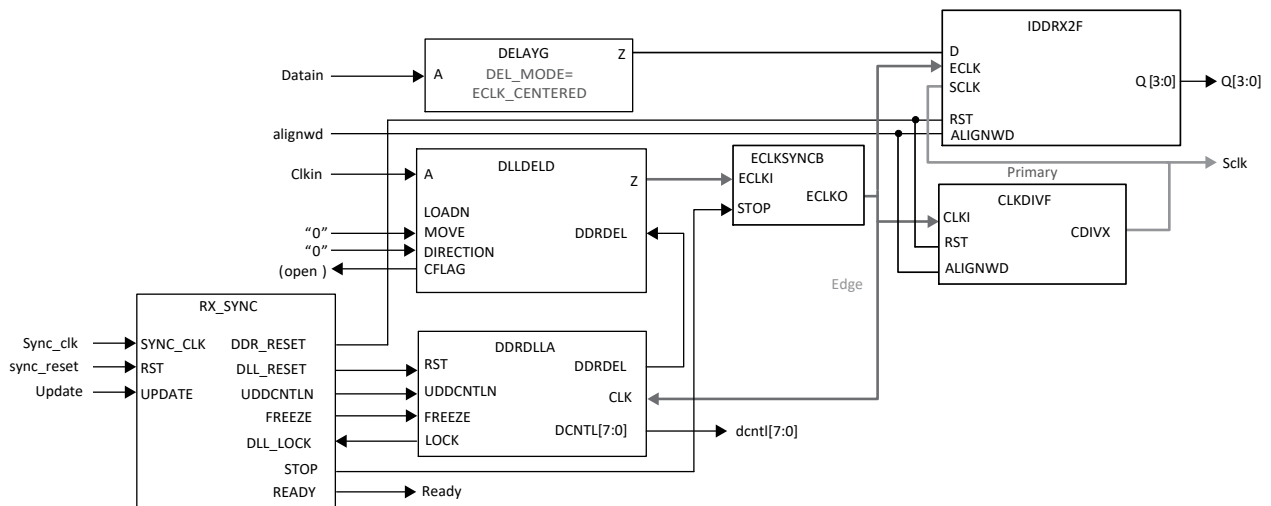 IDDRX2F
DELAYG
A
Z
DEL_MODE=
ECLK_CENTERED
Datain
D
ECLK
SCLK
RST
ALIGNWD
Q [3:0]
Q[3:0]
alignwd
Clkin
DLLDELD
A
Z
LOADN
MOVE
DIRECTION
CFLAG
DDRDEL
“0”
“0”
(open )
ECLKSYNCB
ECLKI
STOP
ECLKO
Primary
Sclk
CLKDIVF
CLKI
RST
ALIGNWD
CDIVX
Edge
RX_SYNC
Sync_clk
sync_reset
Update
SYNC_CLK
RST
UPDATE
DDR_RESET
DLL_RESET
UDDCNTLN
FREEZE
DLL_LOCK
STOP
READY
DDRDLLA
RST
UDDCNTLN
FREEZE
LOCK
DDRDEL
CLK
DCNTL[7:0]
dcntl[7:0]
Ready